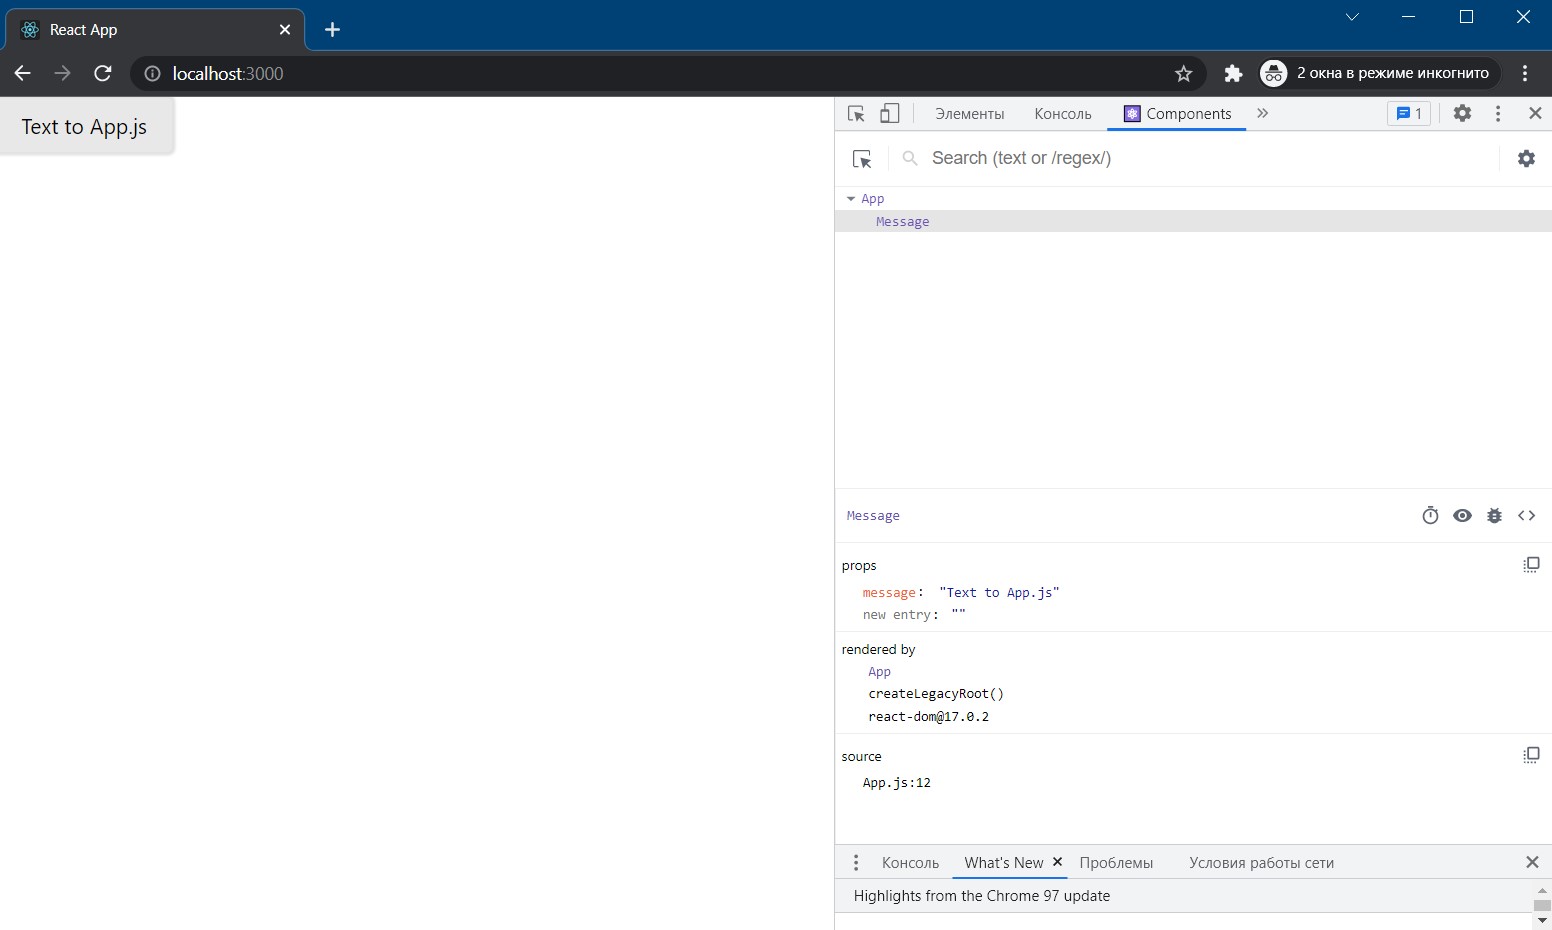 React App
localhost:3000
2 окна в режиме инкогнито
Text to App.js
Элементы Консоль Components 1
Search (text or /regex/)
App
Message
Message
props
message: "Text to App.js"
new entry: ""
rendered by
App
createLegacyRoot()
react-dom@17.0.2
source
App.js:12
Консоль What's New Проблемы Условия работы сети
Highlights from the Chrome 97 update